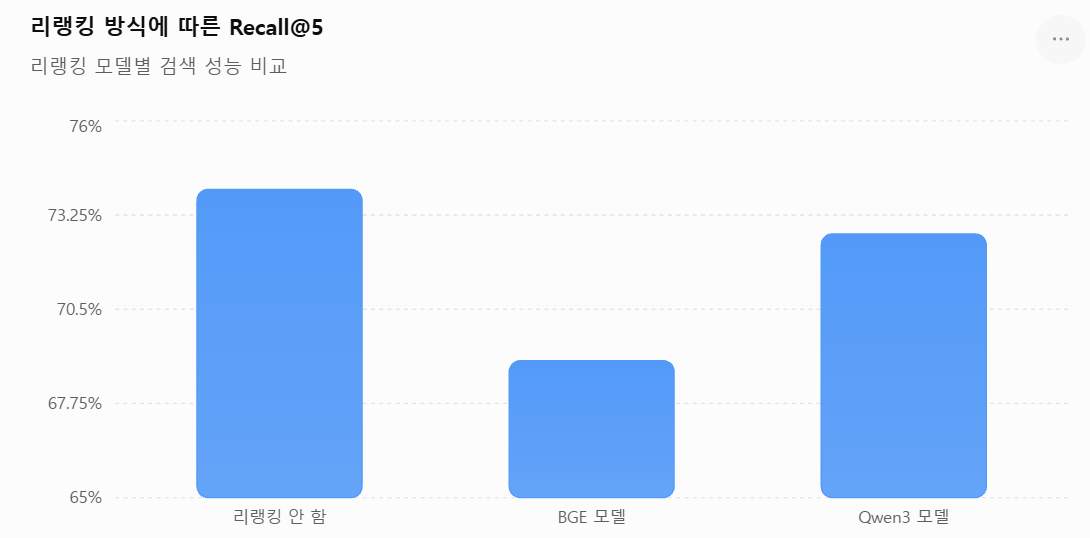 리랭킹 방식에 따른 Recall@5
리랭킹 모델별 검색 성능 비교
76%
73.25%
70.5%
67.75%
65%
리랭킹 안 함 BGE 모델 Qwen3 모델